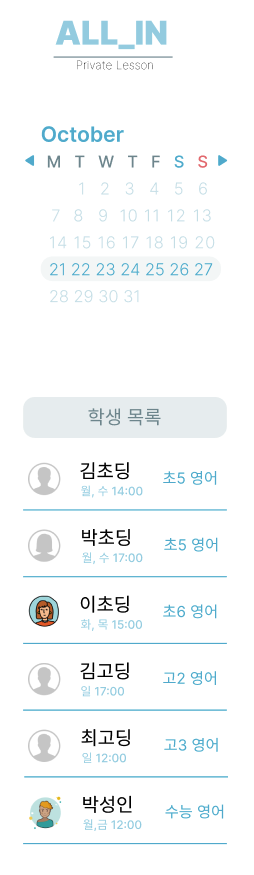 ALL_IN
Private Lesson
October
M T W T F S S
1 2 3 4 5 6
7 8 9 10 11 12 13
14 15 16 17 18 19 20
21 22 23 24 25 26 27
28 29 30 31
학생 목록
김초딩
월, 수 14:00
초5 영어
박초딩
월, 수 17:00
초5 영어
이초딩
화, 목 15:00
초6 영어
김고딩
일 17:00
고2 영어
최고딩
일 12:00
고3 영어
박성인
월,금 12:00
수능 영어